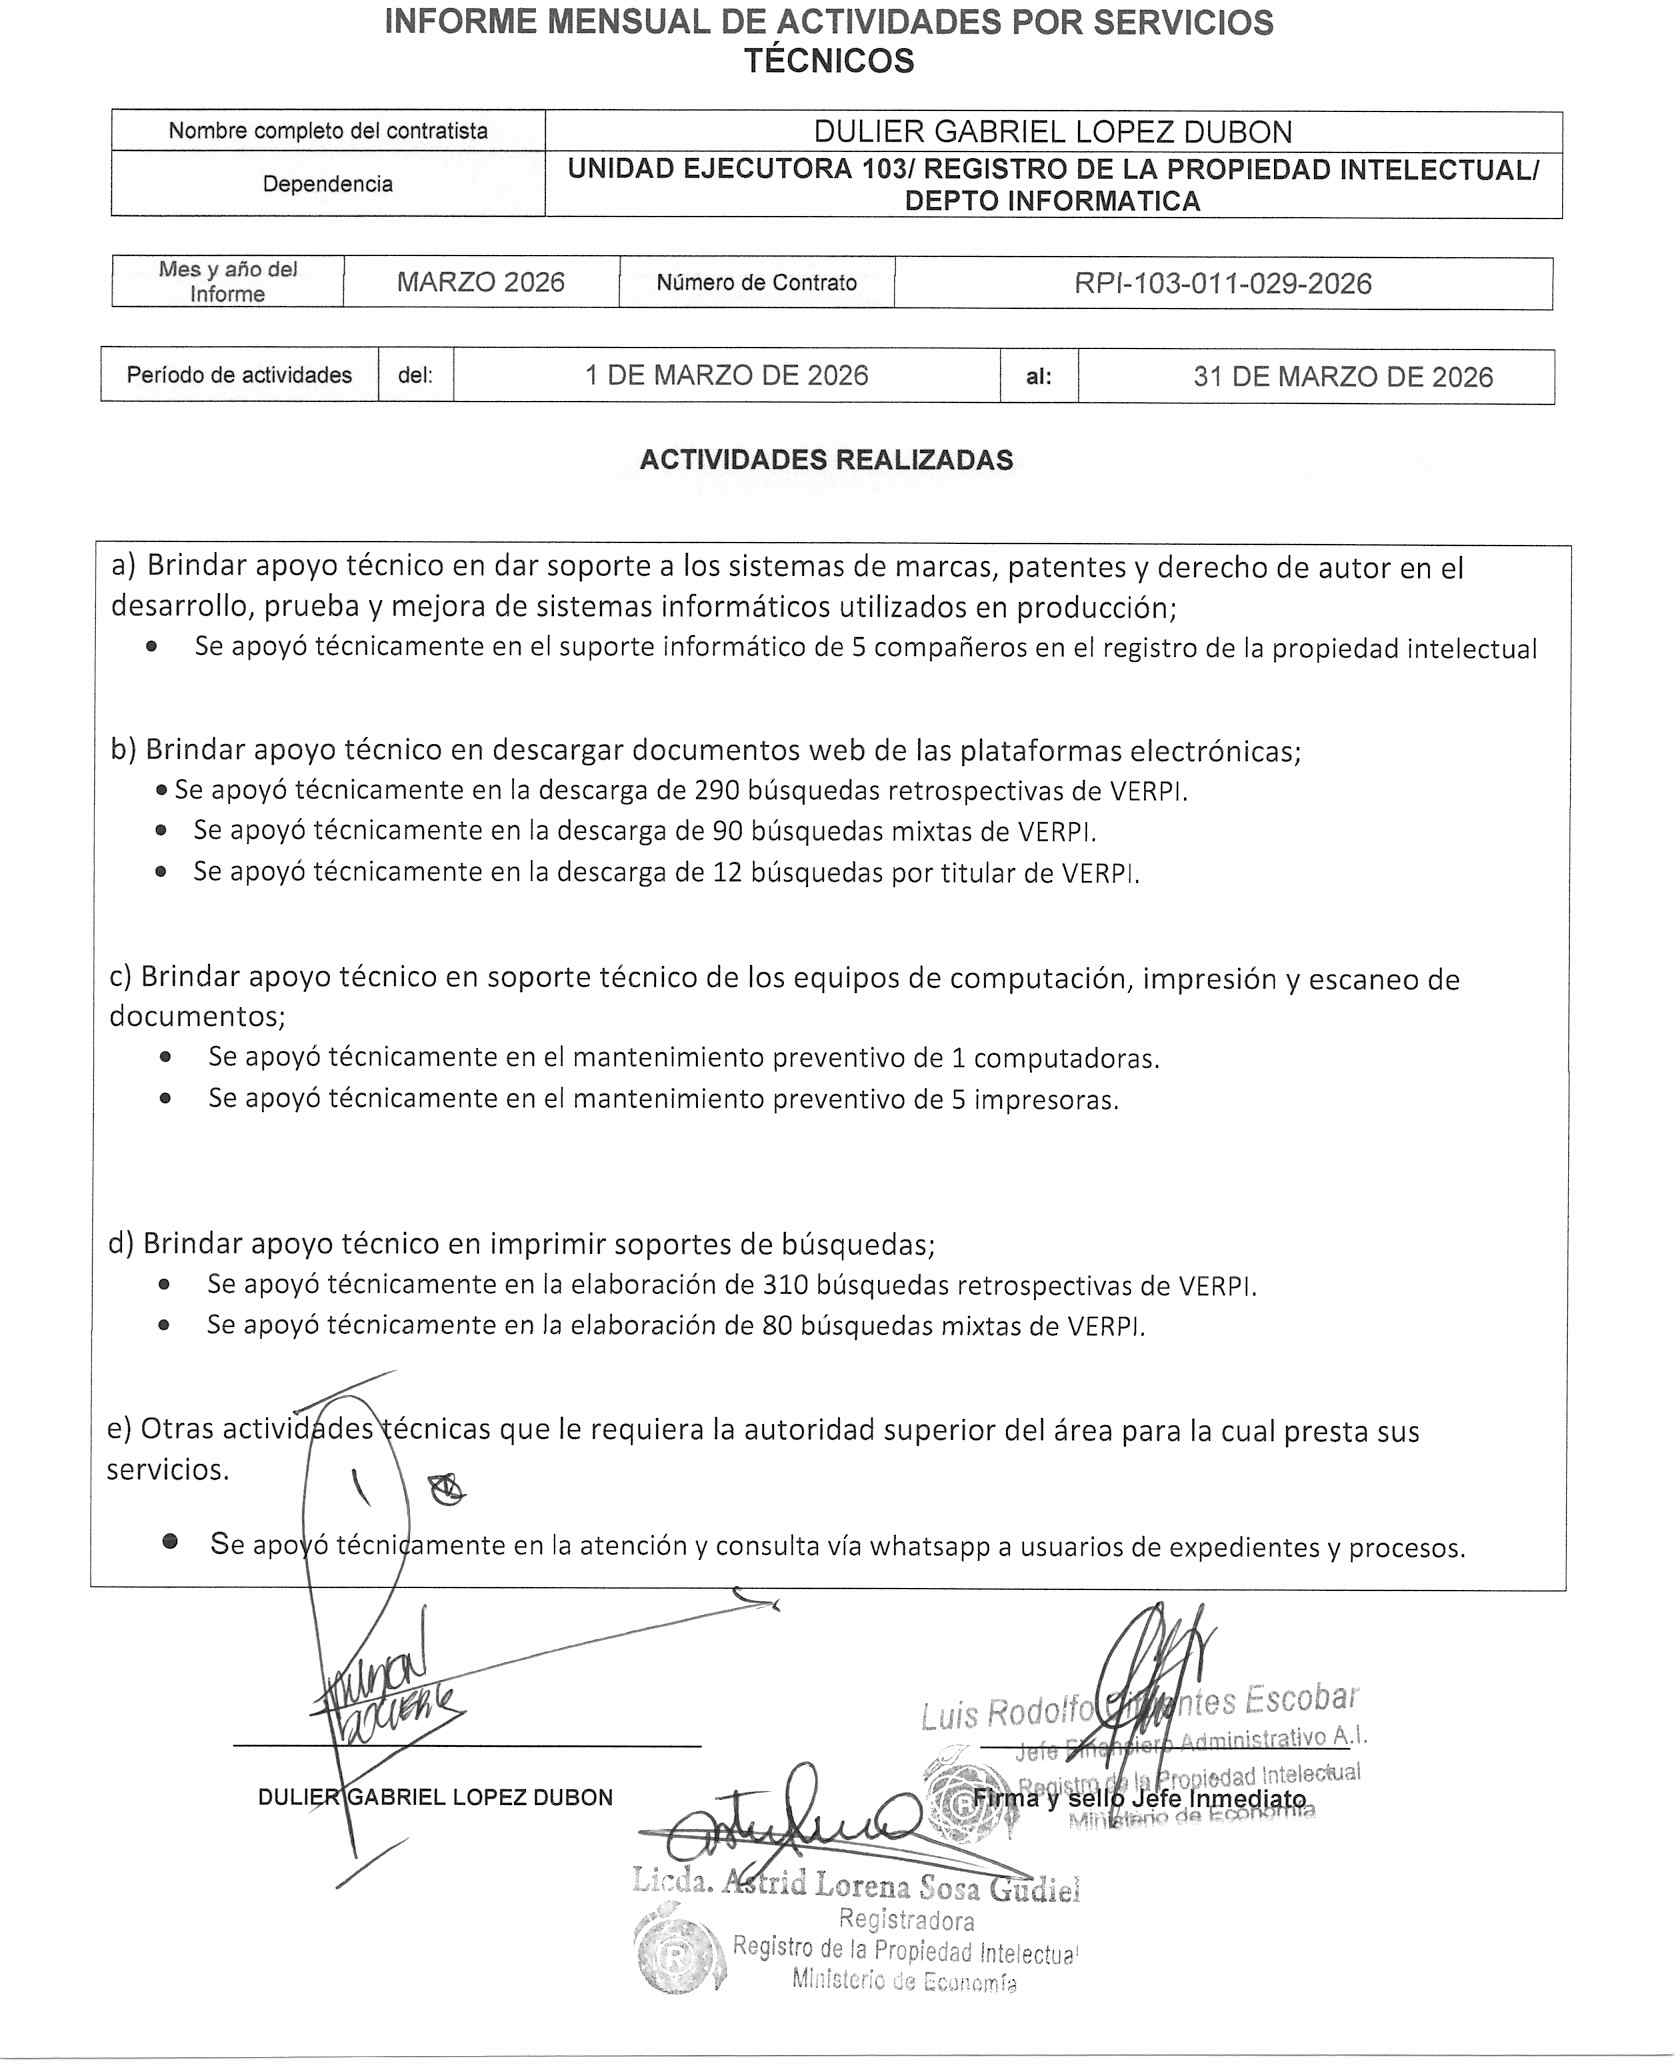 INFORME MENSUAL DE ACTIVIDADES POR SERVICIOS
TÉCNICOS
Nombre completo del contratista DULIER GABRIEL LOPEZ DUBON
Dependencia UNIDAD EJECUTORA 103/ REGISTRO DE LA PROPIEDAD INTELECTUAL/
DEPTO INFORMATICA
Mes y año del
Informe MARZO 2026 Número de Contrato RPI-103-011-029-2026
Período de actividades del: 1 DE MARZO DE 2026 al: 31 DE MARZO DE 2026
ACTIVIDADES REALIZADAS
a) Brindar apoyo técnico en dar soporte a los sistemas de marcas, patentes y derecho de autor en el
desarrollo, prueba y mejora de sistemas informáticos utilizados en producción;
• Se apoyó técnicamente en el suporte informático de 5 compañeros en el registro de la propiedad intelectual
b) Brindar apoyo técnico en descargar documentos web de las plataformas electrónicas;
• Se apoyó técnicamente en la descarga de 290 búsquedas retrospectivas de VERPI.
• Se apoyó técnicamente en la descarga de 90 búsquedas mixtas de VERPI.
• Se apoyó técnicamente en la descarga de 12 búsquedas por titular de VERPI.
c) Brindar apoyo técnico en soporte técnico de los equipos de computación, impresión y escaneo de
documentos;
• Se apoyó técnicamente en el mantenimiento preventivo de 1 computadoras.
• Se apoyó técnicamente en el mantenimiento preventivo de 5 impresoras.
d) Brindar apoyo técnico en imprimir soportes de búsquedas;
• Se apoyó técnicamente en la elaboración de 310 búsquedas retrospectivas de VERPI.
• Se apoyó técnicamente en la elaboración de 80 búsquedas mixtas de VERPI.
e) Otras actividades técnicas que le requiera la autoridad superior del área para la cual presta sus
servicios.
• Se apoyó técnicamente en la atención y consulta vía whatsapp a usuarios de expedientes y procesos.
Luis Rodolfo Escobar
Jefe Financiero Administrativo A.I.
Registro de la Propiedad Intelectual
Ministerio de Economía
DULIER GABRIEL LOPEZ DUBON
Firma y sello Jefe Inmediato
Licda. Astrid Lorena Sosa Gudiel
Registradora
Registro de la Propiedad Intelectual
Ministerio de Economía